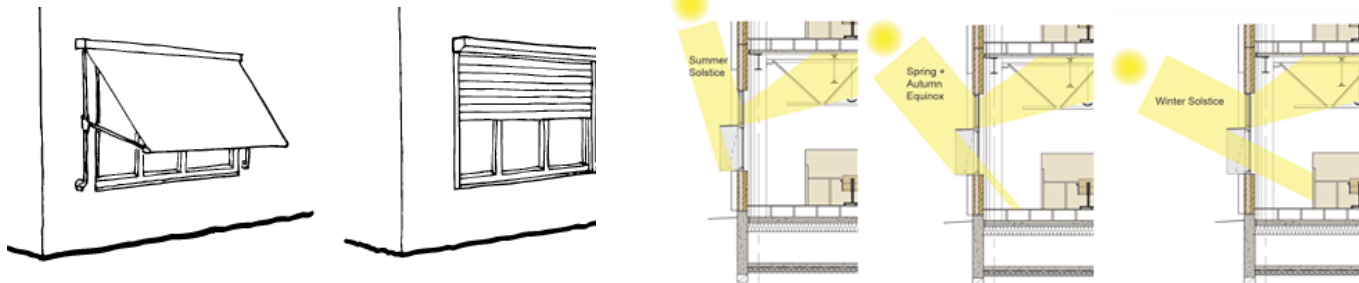 Summer
Solstice
Spring +
Autumn
Equinox
Winter Solstice